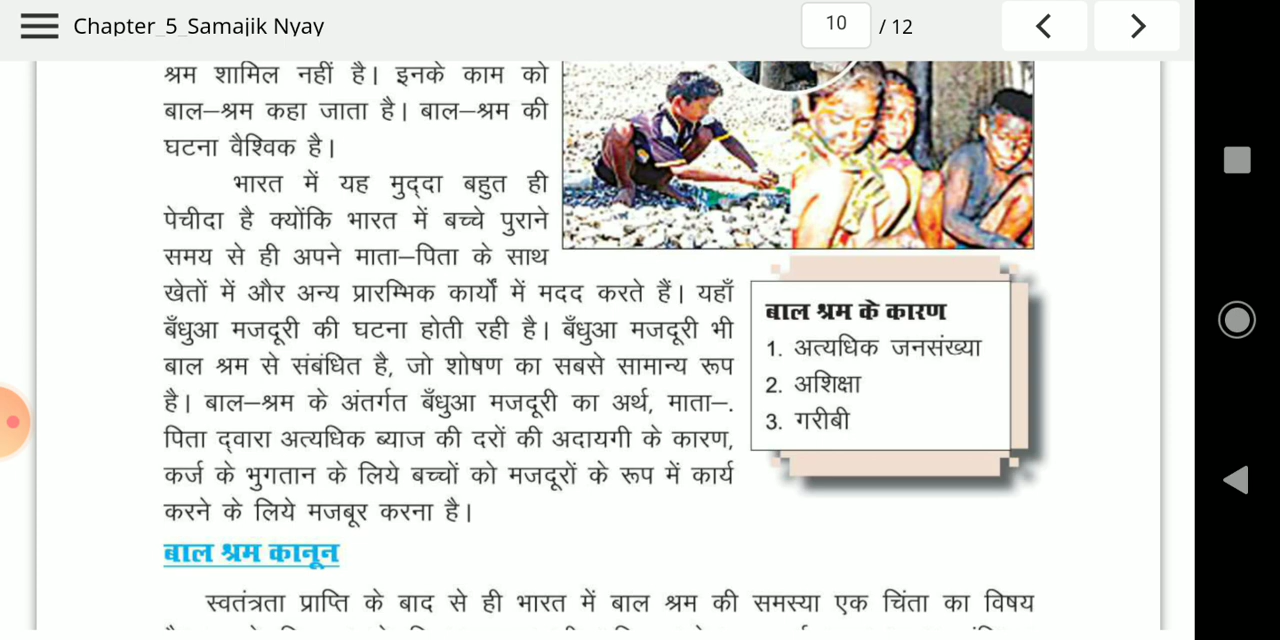 Chapter_5_Samajik Nyay
10 / 12
श्रम शामिल नहीं है। इनके काम को
बाल–श्रम कहा जाता है। बाल–श्रम की
घटना वैश्विक है।
भारत में यह मुद्दा बहुत ही
पेचीदा है क्योंकि भारत में बच्चे पुराने
समय से ही अपने माता–पिता के साथ
खेतों में और अन्य प्रारम्भिक कार्यों में मदद करते हैं। यहाँ
बँधुआ मजदूरी की घटना होती रही है। बँधुआ मजदूरी भी
बाल श्रम से संबंधित है, जो शोषण का सबसे सामान्य रूप
है। बाल–श्रम के अंतर्गत बँधुआ मजदूरी का अर्थ, माता–.
पिता द्वारा अत्यधिक ब्याज की दरों की अदायगी के कारण,
कर्ज के भुगतान के लिये बच्चों को मजदूरों के रूप में कार्य
करने के लिये मजबूर करना है।
बाल श्रम के कारण
1. अत्यधिक जनसंख्या
2. अशिक्षा
3. गरीबी
बाल श्रम कानून
स्वतंत्रता प्राप्ति के बाद से ही भारत में बाल श्रम की समस्या एक चिंता का विषय